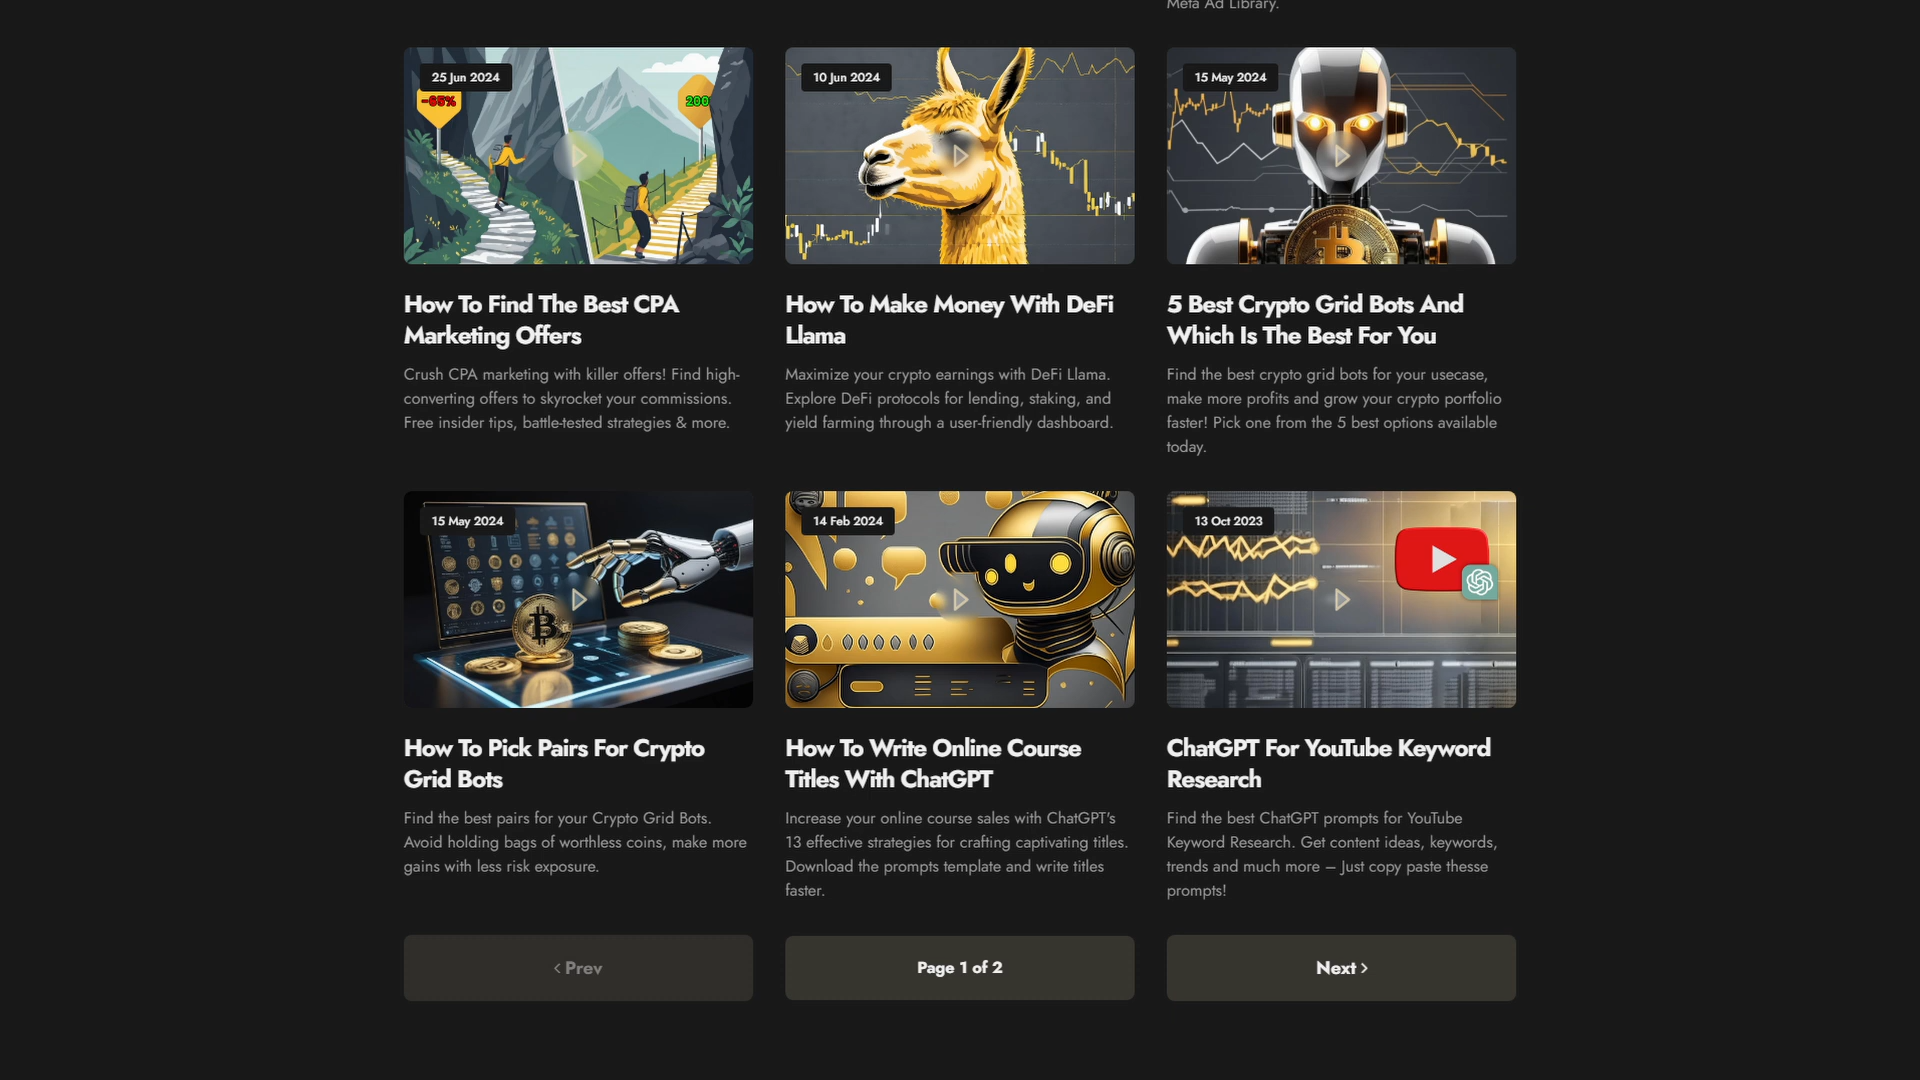 Meta Ad Library.
25 Jun 2024
-65%
200
10 Jun 2024
15 May 2024
How To Find The Best CPA
Marketing Offers
Crush CPA marketing with killer offers! Find high-
converting offers to skyrocket your commissions.
Free insider tips, battle-tested strategies & more.
How To Make Money With DeFi
Llama
Maximize your crypto earnings with DeFi Llama.
Explore DeFi protocols for lending, staking, and
yield farming through a user-friendly dashboard.
5 Best Crypto Grid Bots And
Which Is The Best For You
Find the best crypto grid bots for your usecase,
make more profits and grow your crypto portfolio
faster! Pick one from the 5 best options available
today.
15 May 2024
14 Feb 2024
13 Oct 2023
How To Pick Pairs For Crypto
Grid Bots
Find the best pairs for your Crypto Grid Bots.
Avoid holding bags of worthless coins, make more
gains with less risk exposure.
How To Write Online Course
Titles With ChatGPT
Increase your online course sales with ChatGPT's
13 effective strategies for crafting captivating titles.
Download the prompts template and write titles
faster.
ChatGPT For YouTube Keyword
Research
Find the best ChatGPT prompts for YouTube
Keyword Research. Get content ideas, keywords,
trends and much more – Just copy paste thesse
prompts!
‹ Prev
Page 1 of 2
Next ›